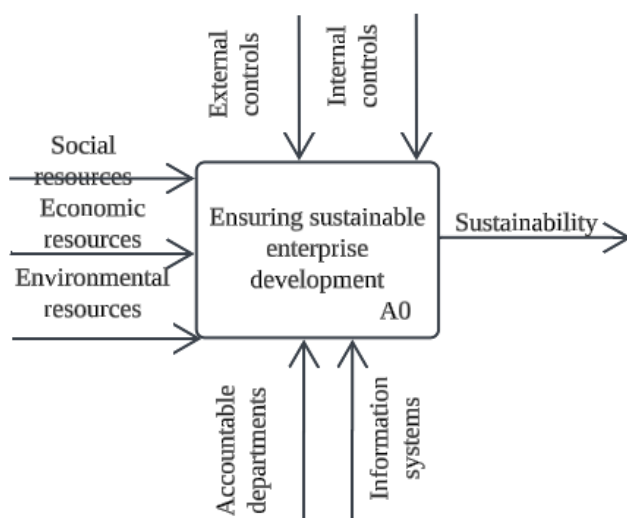 External
controls
Internal
controls
Social
resources
Economic
resources
Environmental
resources
Ensuring sustainable
enterprise
development
A0
Sustainability
Accountable
departments
Information
systems